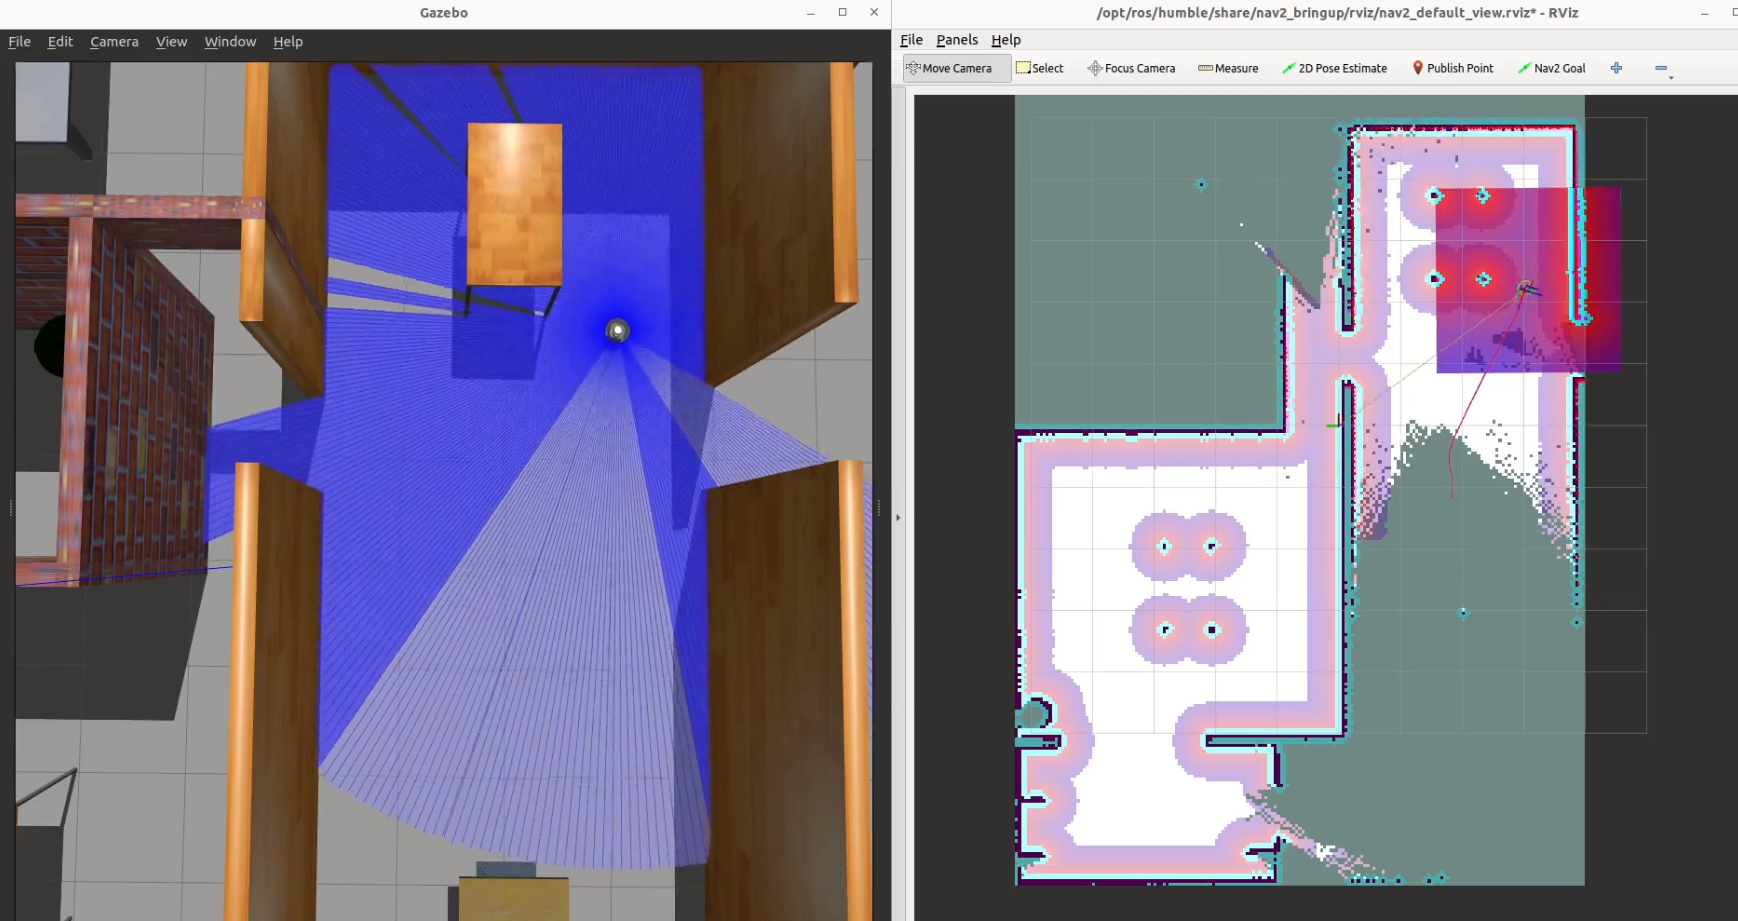 Gazebo
File Edit Camera View Window Help
/opt/ros/humble/share/nav2_bringup/rviz/nav2_default_view.rviz* - RViz
File Panels Help
Move Camera Select Focus Camera Measure 2D Pose Estimate Publish Point Nav2 Goal